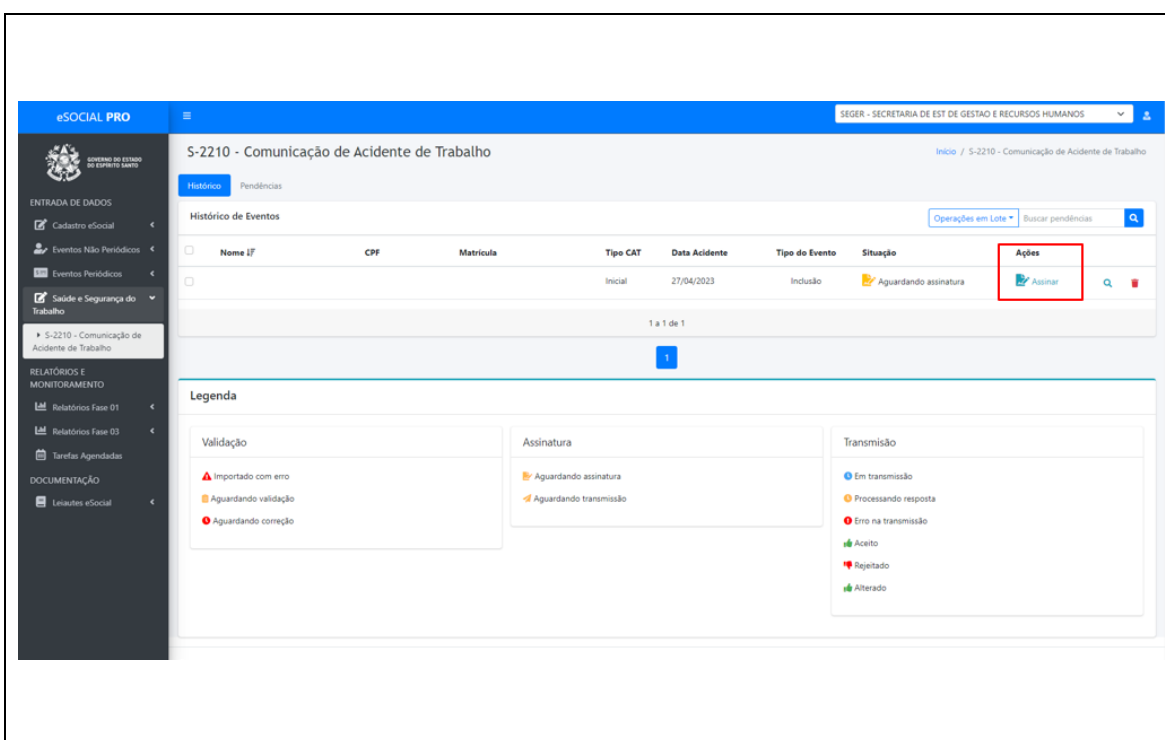 eSOCIAL PRO
SEGER - SECRETARIA DE EST DE GESTAO E RECURSOS HUMANOS
GOVERNO DO ESTADO
DO ESPÍRITO SANTO
S-2210 - Comunicação de Acidente de Trabalho
Início / S-2210 - Comunicação de Acidente de Trabalho
Histórico Pendências
ENTRADA DE DADOS
Cadastro eSocial
Eventos Não Periódicos
Eventos Periódicos
Saúde e Segurança do
Trabalho
S-2210 - Comunicação de
Acidente de Trabalho
RELATÓRIOS E
MONITORAMENTO
Relatórios Fase 01
Relatórios Fase 03
Tarefas Agendadas
DOCUMENTAÇÃO
Leiautes eSocial
Histórico de Eventos
Operações em Lote Buscar pendências
Nome CPF Matrícula Tipo CAT Data Acidente Tipo do Evento Situação Ações
Inicial 27/04/2023 Inclusão Aguardando assinatura Assinar
1 a 1 de 1
1
Legenda
Validação
Importado com erro
Aguardando validação
Aguardando correção
Assinatura
Aguardando assinatura
Aguardando transmissão
Transmisão
Em transmissão
Processando resposta
Erro na transmissão
Aceito
Rejeitado
Alterado